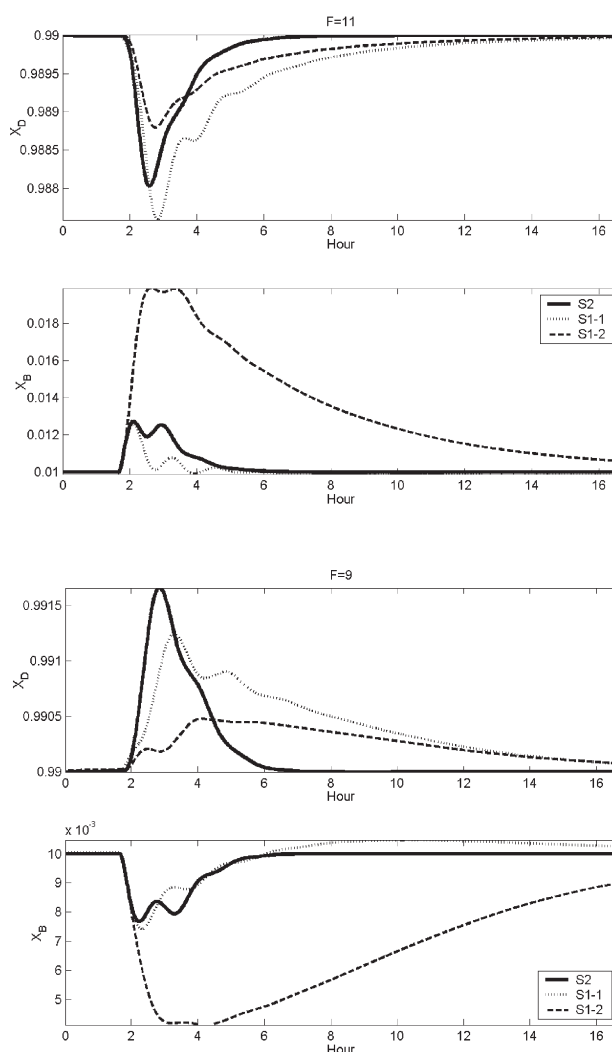 F=11
0.99
0.9895
0.989
0.9885
0.988
X_D
0 2 4 6 8 10 12 14 16
Hour
0.018
0.016
0.014
0.012
0.01
X_B
S2
S1-1
S1-2
0 2 4 6 8 10 12 14 16
Hour
F=9
0.9915
0.991
0.9905
0.99
X_D
0 2 4 6 8 10 12 14 16
Hour
x 10^-3
10
9
8
7
6
5
X_B
S2
S1-1
S1-2
0 2 4 6 8 10 12 14 16
Hour